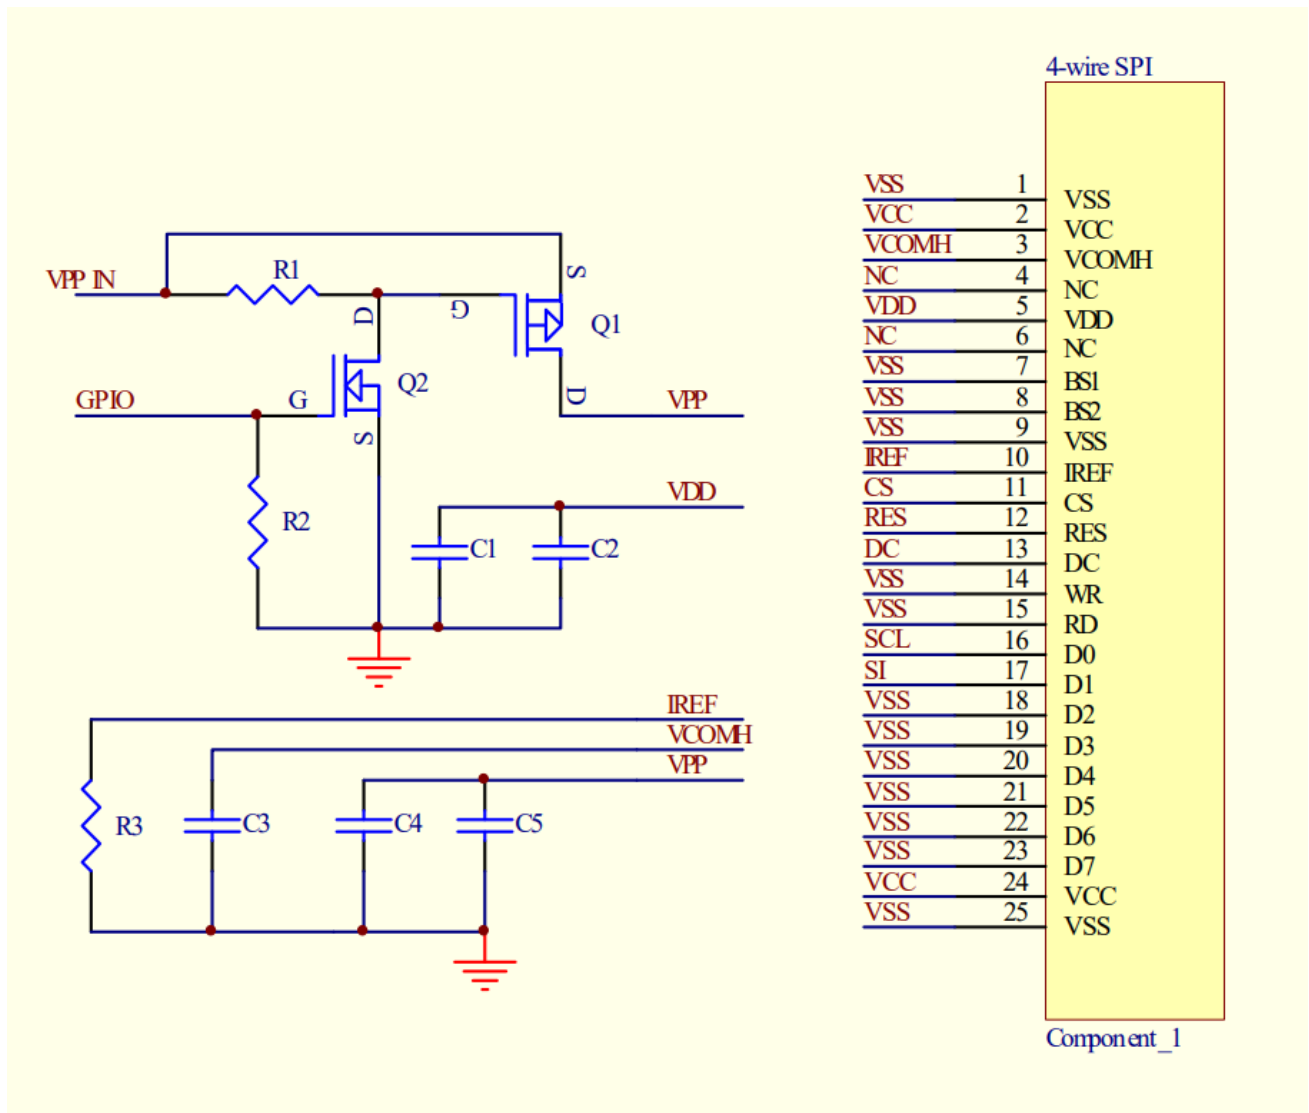 4-wire SPI
VSS 1 VSS
VCC 2 VCC
VCOMH 3 VCOMH
NC 4 NC
VDD 5 VDD
NC 6 NC
VSS 7 BS1
VSS 8 BS2
VSS 9 VSS
IREF 10 IREF
CS 11 CS
RES 12 RES
DC 13 DC
VSS 14 WR
VSS 15 RD
SCL 16 D0
SI 17 D1
VSS 18 D2
VSS 19 D3
VSS 20 D4
VSS 21 D5
VSS 22 D6
VSS 23 D7
VCC 24 VCC
VSS 25 VSS
Component_1
VPP IN
R1
S
D
G
Q1
Q2
GPIO
G
D
VPP
S
VDD
R2
C1
C2
IREF
VCOMH
VPP
R3
C3
C4
C5